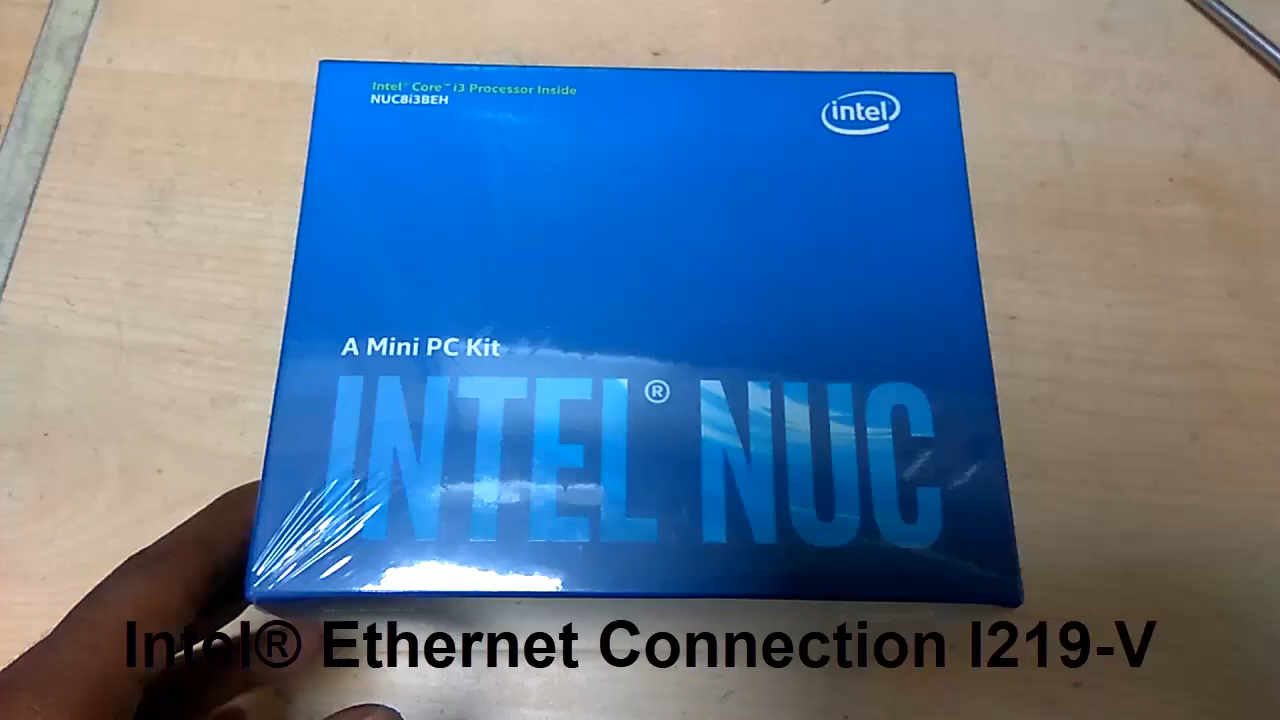 Intel® Core™ i3 Processor Inside
NUC8i3BEH
intel
A Mini PC Kit
INTEL® NUC
Intel® Ethernet Connection I219-V